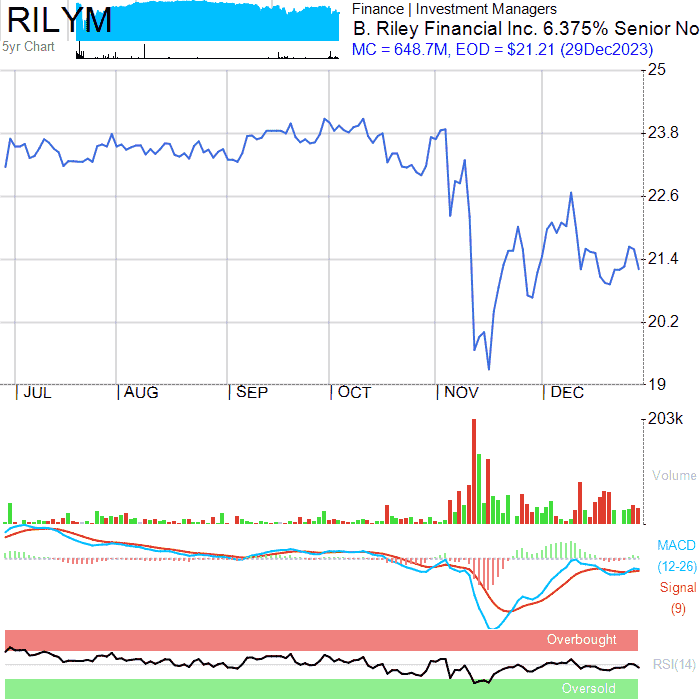 RILYM
5yr Chart
Finance | Investment Managers
B. Riley Financial Inc. 6.375% Senior No
MC = 648.7M, EOD = $21.21 (29Dec2023)
25
23.8
22.6
21.4
20.2
19
| JUL | AUG | SEP | OCT | NOV | DEC
203k
Volume
MACD
(12-26)
Signal
(9)
Overbought
RSI(14)
Oversold